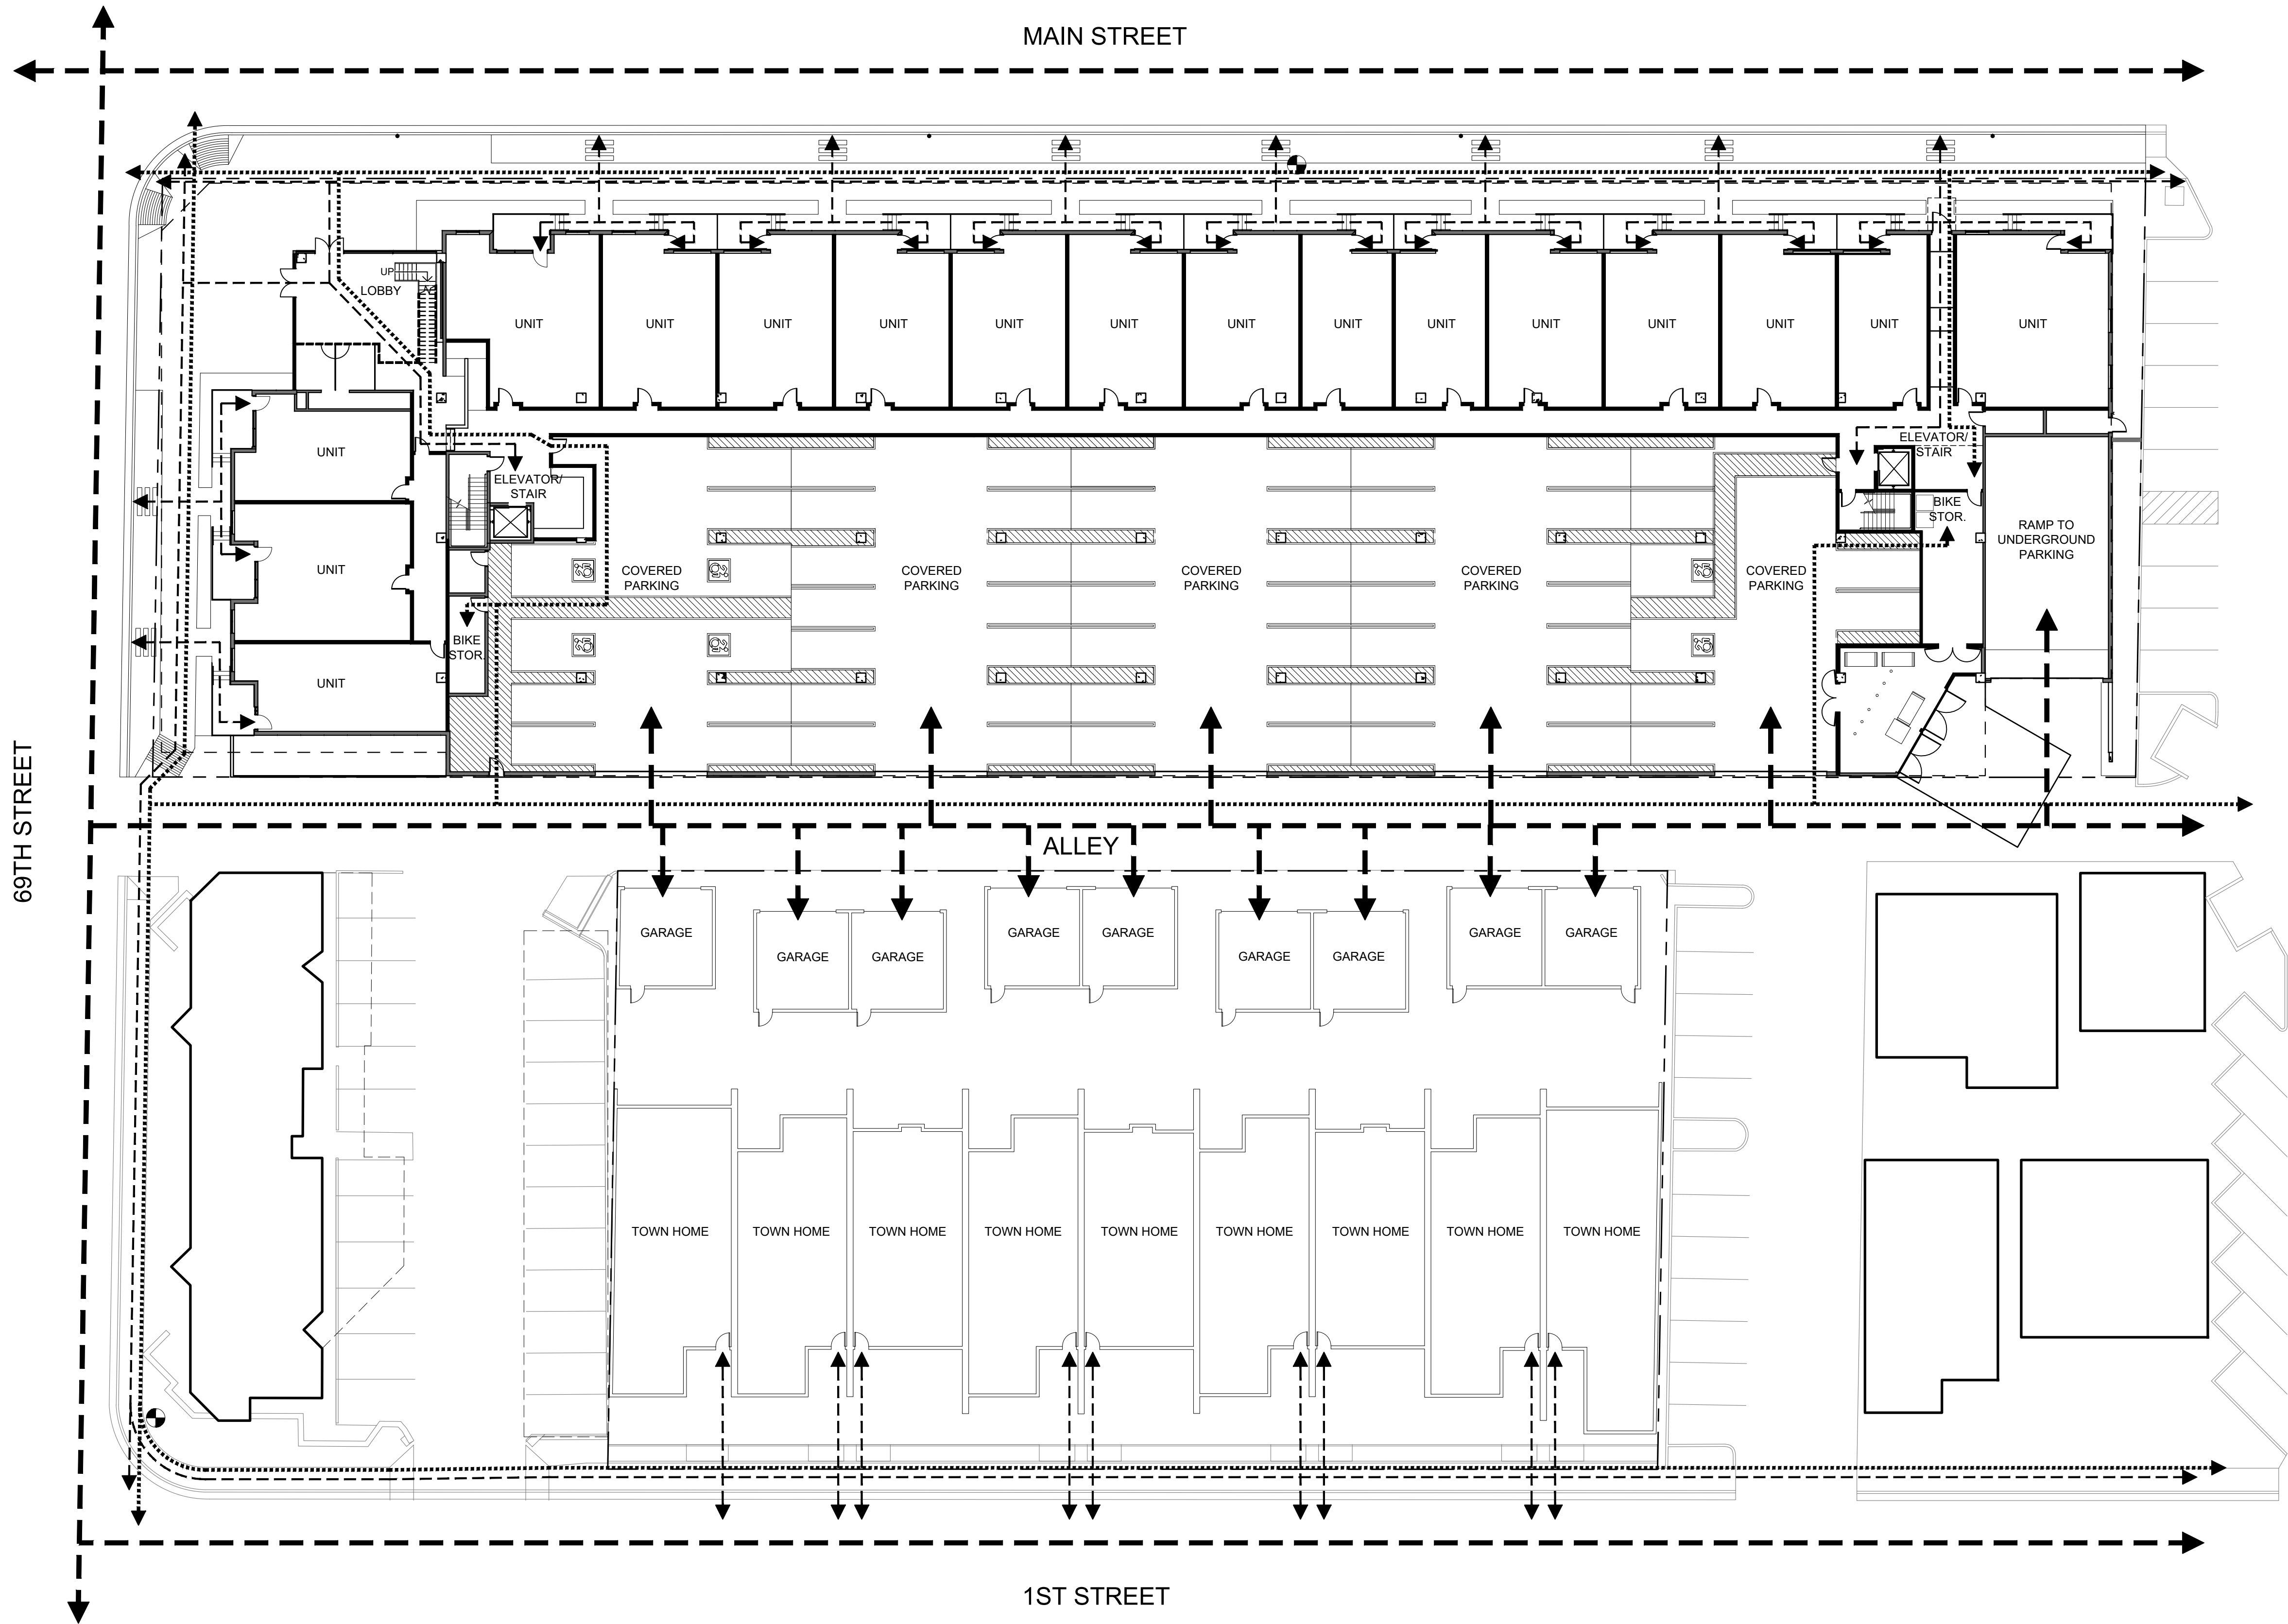 MAIN STREET
UP
LOBBY
UNIT
UNIT
UNIT
UNIT
UNIT
UNIT
UNIT
UNIT
UNIT
UNIT
UNIT
UNIT
UNIT
UNIT
ELEVATOR/
STAIR
UNIT
ELEVATOR/
STAIR
BIKE
STOR.
RAMP TO
UNDERGROUND
PARKING
UNIT
COVERED
PARKING
COVERED
PARKING
COVERED
PARKING
COVERED
PARKING
COVERED
PARKING
BIKE
STOR.
UNIT
69TH STREET
ALLEY
GARAGE
GARAGE
GARAGE
GARAGE
GARAGE
GARAGE
GARAGE
GARAGE
GARAGE
TOWN HOME
TOWN HOME
TOWN HOME
TOWN HOME
TOWN HOME
TOWN HOME
TOWN HOME
TOWN HOME
TOWN HOME
1ST STREET